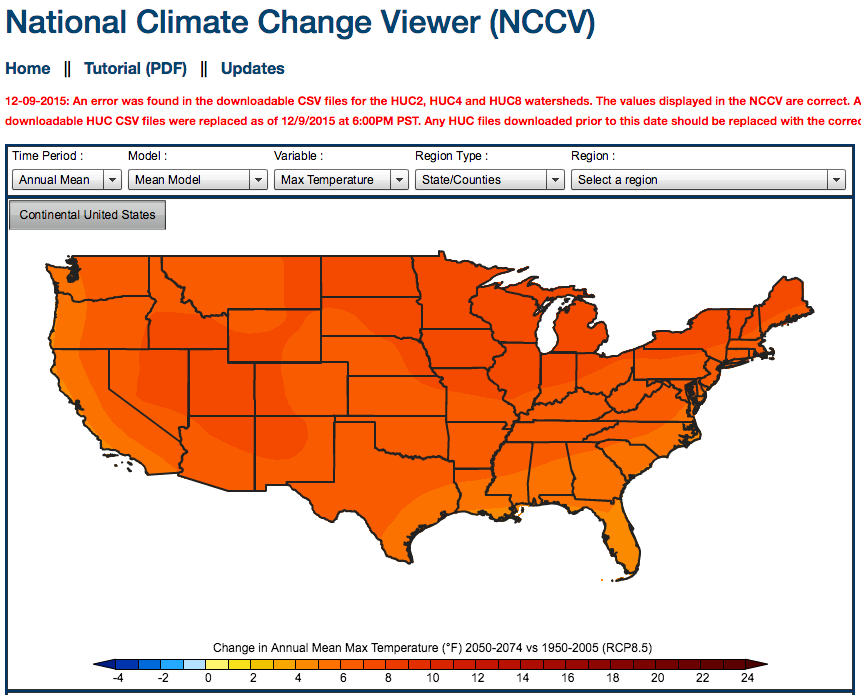 National Climate Change Viewer (NCCV)
Home || Tutorial (PDF) || Updates
12-09-2015: An error was found in the downloadable CSV files for the HUC2, HUC4 and HUC8 watersheds. The values displayed in the NCCV are correct. A
downloadable HUC CSV files were replaced as of 12/9/2015 at 6:00PM PST. Any HUC files downloaded prior to this date should be replaced with the correc
Time Period : Model : Variable : Region Type : Region :
Annual Mean Mean Model Max Temperature State/Counties Select a region
Continental United States
Change in Annual Mean Max Temperature (°F) 2050-2074 vs 1950-2005 (RCP8.5)
-4 -2 0 2 4 6 8 10 12 14 16 18 20 22 24